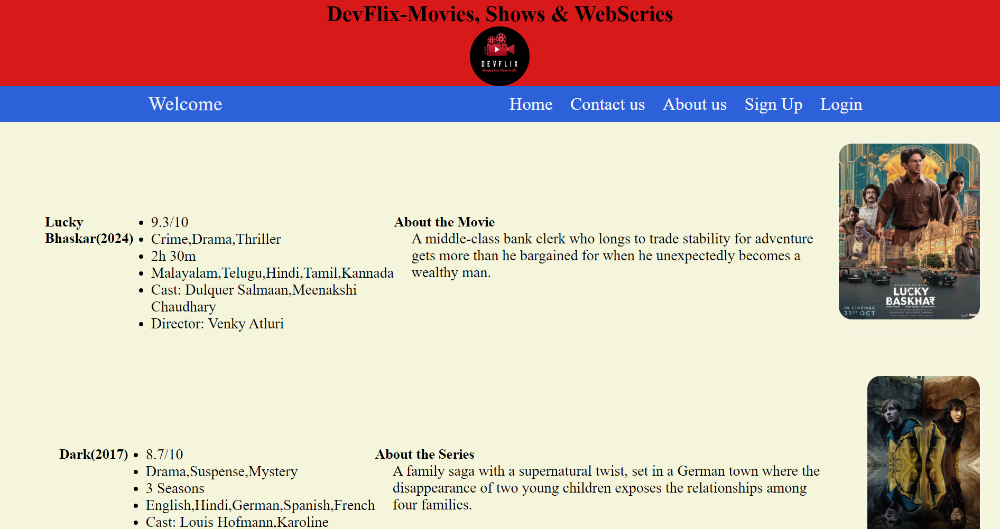 DevFlix-Movies, Shows & WebSeries
DEVFLIX
Bringing Your Vision to Life
Welcome
Home Contact us About us Sign Up Login
Lucky
Bhaskar(2024)
9.3/10
Crime,Drama,Thriller
2h 30m
Malayalam,Telugu,Hindi,Tamil,Kannada
Cast: Dulquer Salmaan,Meenakshi
Chaudhary
Director: Venky Atluri
About the Movie
A middle-class bank clerk who longs to trade stability for adventure
gets more than he bargained for when he unexpectedly becomes a
wealthy man.
DULQUER SALMAAN
LUCKY
BASKHA₹
IN CINEMAS
31ST OCT
Dark(2017)
8.7/10
Drama,Suspense,Mystery
3 Seasons
English,Hindi,German,Spanish,French
Cast: Louis Hofmann,Karoline
About the Series
A family saga with a supernatural twist, set in a German town where the
disappearance of two young children exposes the relationships among
four families.